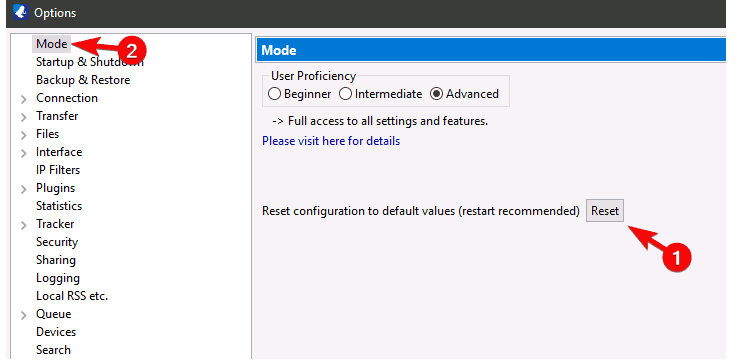 Options
Mode
2
Startup & Shutdown
Backup & Restore
Connection
Transfer
Files
Interface
IP Filters
Plugins
Statistics
Tracker
Security
Sharing
Logging
Local RSS etc.
Queue
Devices
Search
Mode
User Proficiency
Beginner Intermediate Advanced
-> Full access to all settings and features.
Please visit here for details
Reset configuration to default values (restart recommended) Reset
1